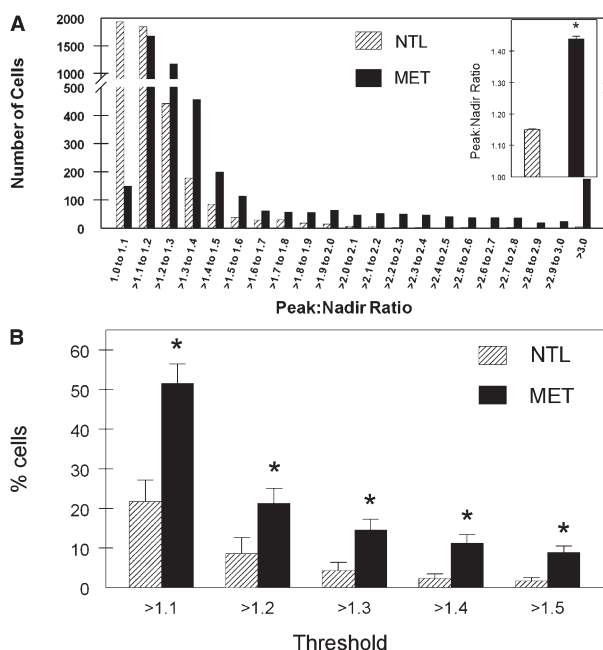 A
Number of Cells
2000
1500
1000
500
400
300
200
100
0
NTL
MET
*
Peak:Nadir Ratio
1.40
1.30
1.20
1.10
1.00
1.0 to 1.1
>1.1 to 1.2
>1.2 to 1.3
>1.3 to 1.4
>1.4 to 1.5
>1.5 to 1.6
>1.6 to 1.7
>1.7 to 1.8
>1.8 to 1.9
>1.9 to 2.0
>2.0 to 2.1
>2.1 to 2.2
>2.2 to 2.3
>2.3 to 2.4
>2.4 to 2.5
>2.5 to 2.6
>2.6 to 2.7
>2.7 to 2.8
>2.8 to 2.9
>2.9 to 3.0
>3.0
Peak:Nadir Ratio
B
% cells
60
50
40
30
20
10
0
NTL
MET
*
*
*
*
*
>1.1
>1.2
>1.3
>1.4
>1.5
Threshold